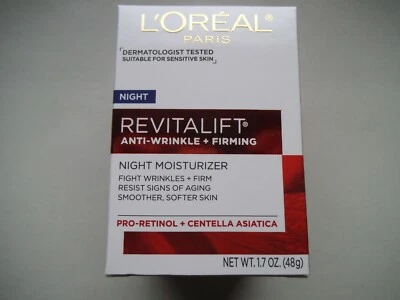 L'ORÉAL
PARIS
DERMATOLOGIST TESTED
SUITABLE FOR SENSITIVE SKIN
NIGHT
REVITALIFT®
ANTI-WRINKLE + FIRMING
NIGHT MOISTURIZER
FIGHT WRINKLES + FIRM
RESIST SIGNS OF AGING
SMOOTHER, SOFTER SKIN
PRO-RETINOL + CENTELLA ASIATICA
NET WT. 1.7 OZ. (48g)